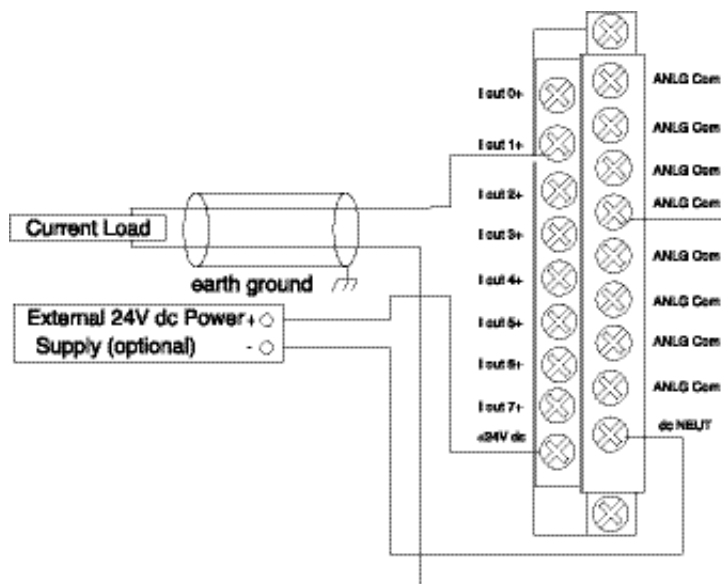 ANLG Com
I out 0+
ANLG Com
I out 1+
ANLG Com
I out 2+
ANLG Com
Current Load
I out 3+
ANLG Com
earth ground
I out 4+
ANLG Com
External 24V dc Power +
I out 5+
Supply (optional) -
ANLG Com
I out 6+
ANLG Com
I out 7+
dc NEUT
+24V dc